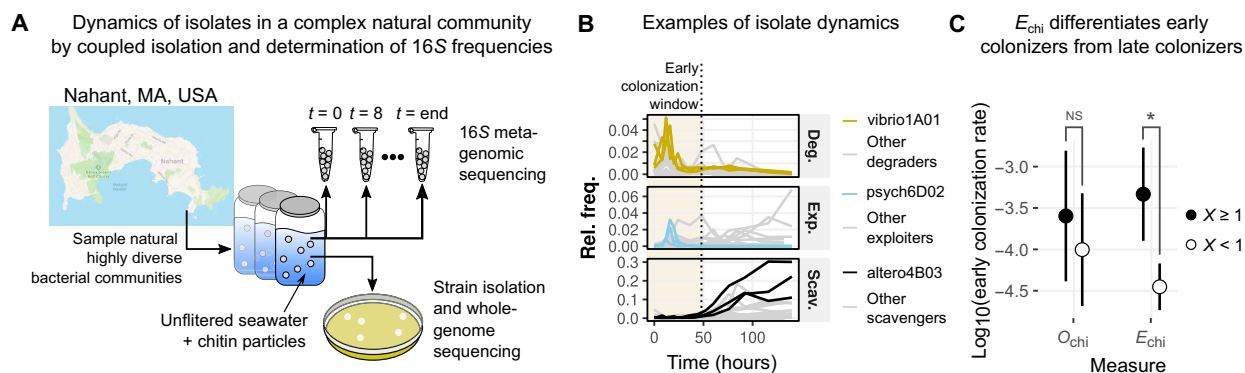 A
Dynamics of isolates in a complex natural community
by coupled isolation and determination of 16S frequencies
Nahant, MA, USA
Nahant
t = 0
t = 8
t = end
16S meta-
genomic
sequencing
Sample natural
highly diverse
bacterial communities
Unfiltered seawater
+ chitin particles
Strain isolation
and whole-
genome
sequencing
B
Examples of isolate dynamics
Early
colonization
window
Rel. freq.
0.04
0.02
0.00
Deg.
0.06
0.04
0.02
0.00
Exp.
0.3
0.2
0.1
0.0
Scav.
0
50
100
Time (hours)
vibrio1A01
Other
degraders
psych6D02
Other
exploiters
altero4B03
Other
scavengers
C
Echi differentiates early
colonizers from late colonizers
Log10(early colonization rate)
−3.0
−3.5
−4.0
−4.5
NS
*
Ochi
Echi
Measure
X ≥ 1
X < 1